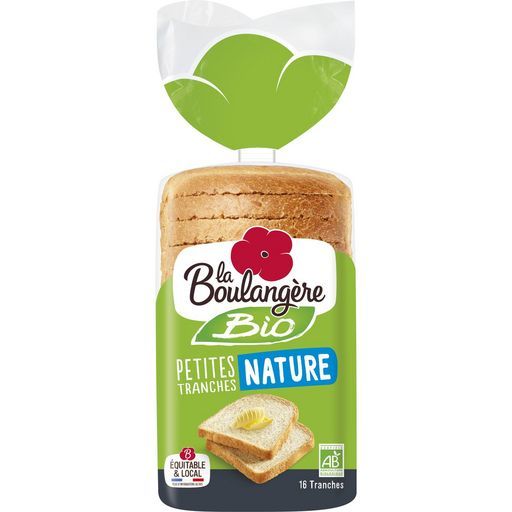 la
Boulangère
Bio
PETITES
TRANCHES
NATURE
B
ÉQUITABLE
& LOCAL
AB
16 Tranches